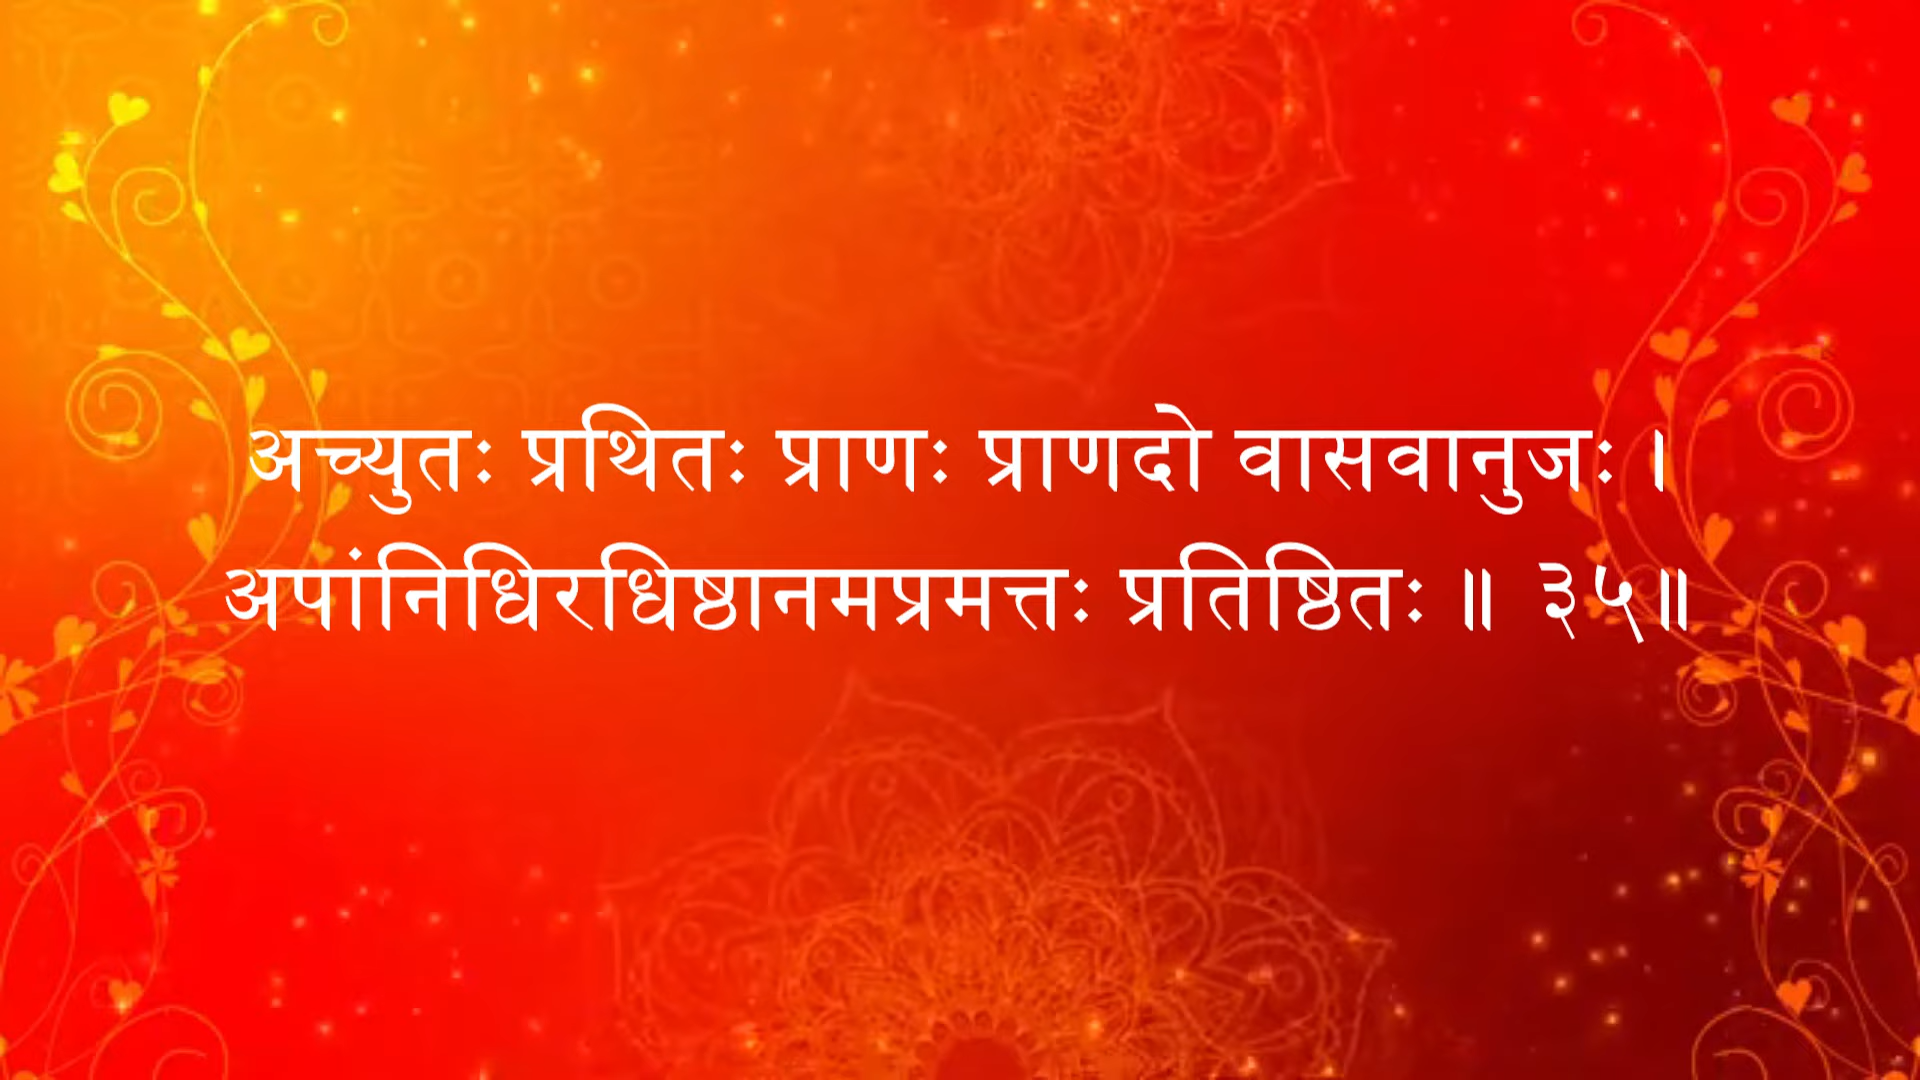 अच्युतः प्रथितः प्राणः प्राणदो वासवानुजः ।
अपांनिधिरधिष्ठानमप्रमत्तः प्रतिष्ठितः ॥ ३५॥